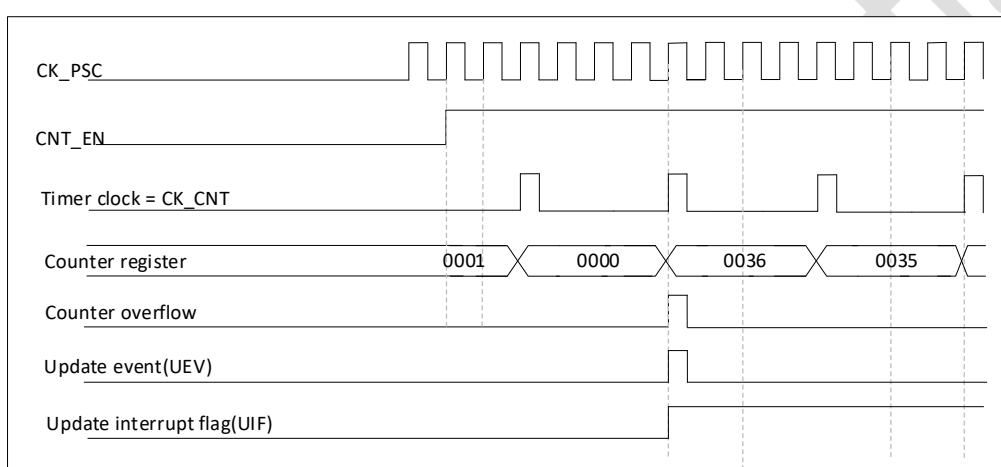 CK_PSC
CNT_EN
Timer clock = CK_CNT
Counter register 0001 0000 0036 0035
Counter overflow
Update event(UEV)
Update interrupt flag(UIF)